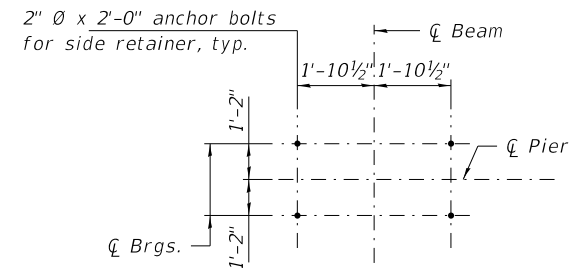 2" Ø x 2'-0" anchor bolts
for side retainer, typ.
℄ Beam
1'-10½" 1'-10½"
1'-2"
℄ Pier
℄ Brgs.
1'-2"